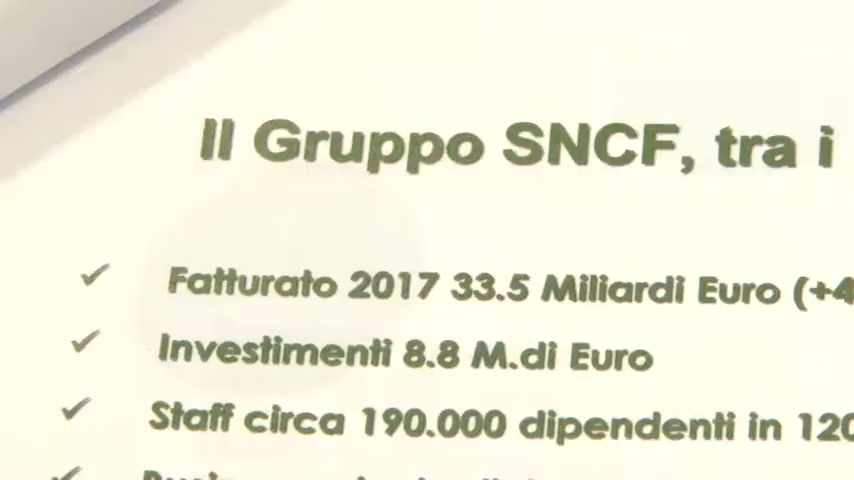 Il Gruppo SNCF, tra i
Fatturato 2017 33.5 Miliardi Euro (+4
Investimenti 8.8 M.di Euro
Staff circa 190.000 dipendenti in 120